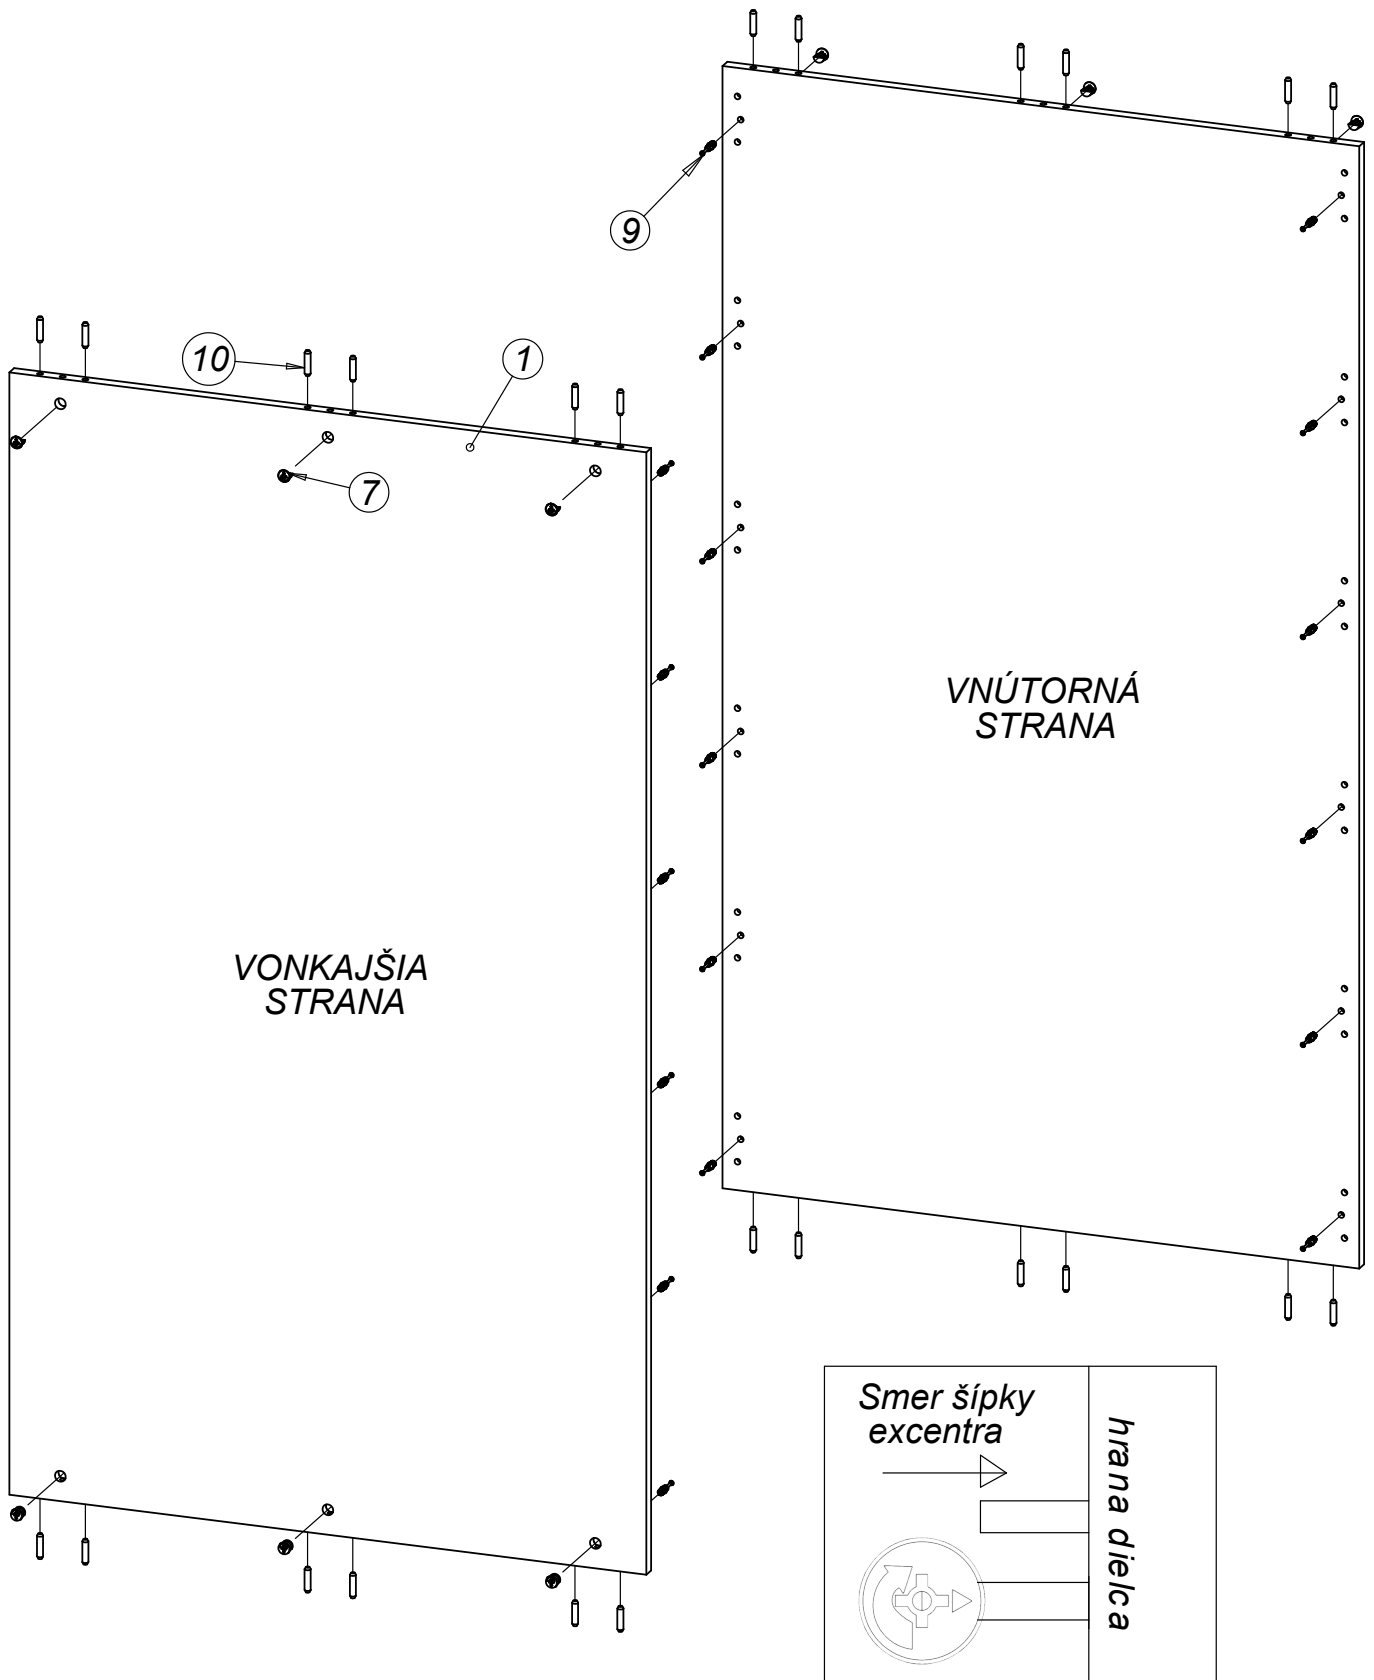 9
10
1
7
VNÚTORNÁ
STRANA
VONKAJŠIA
STRANA
Smer šípky
excentra
hrana dielca